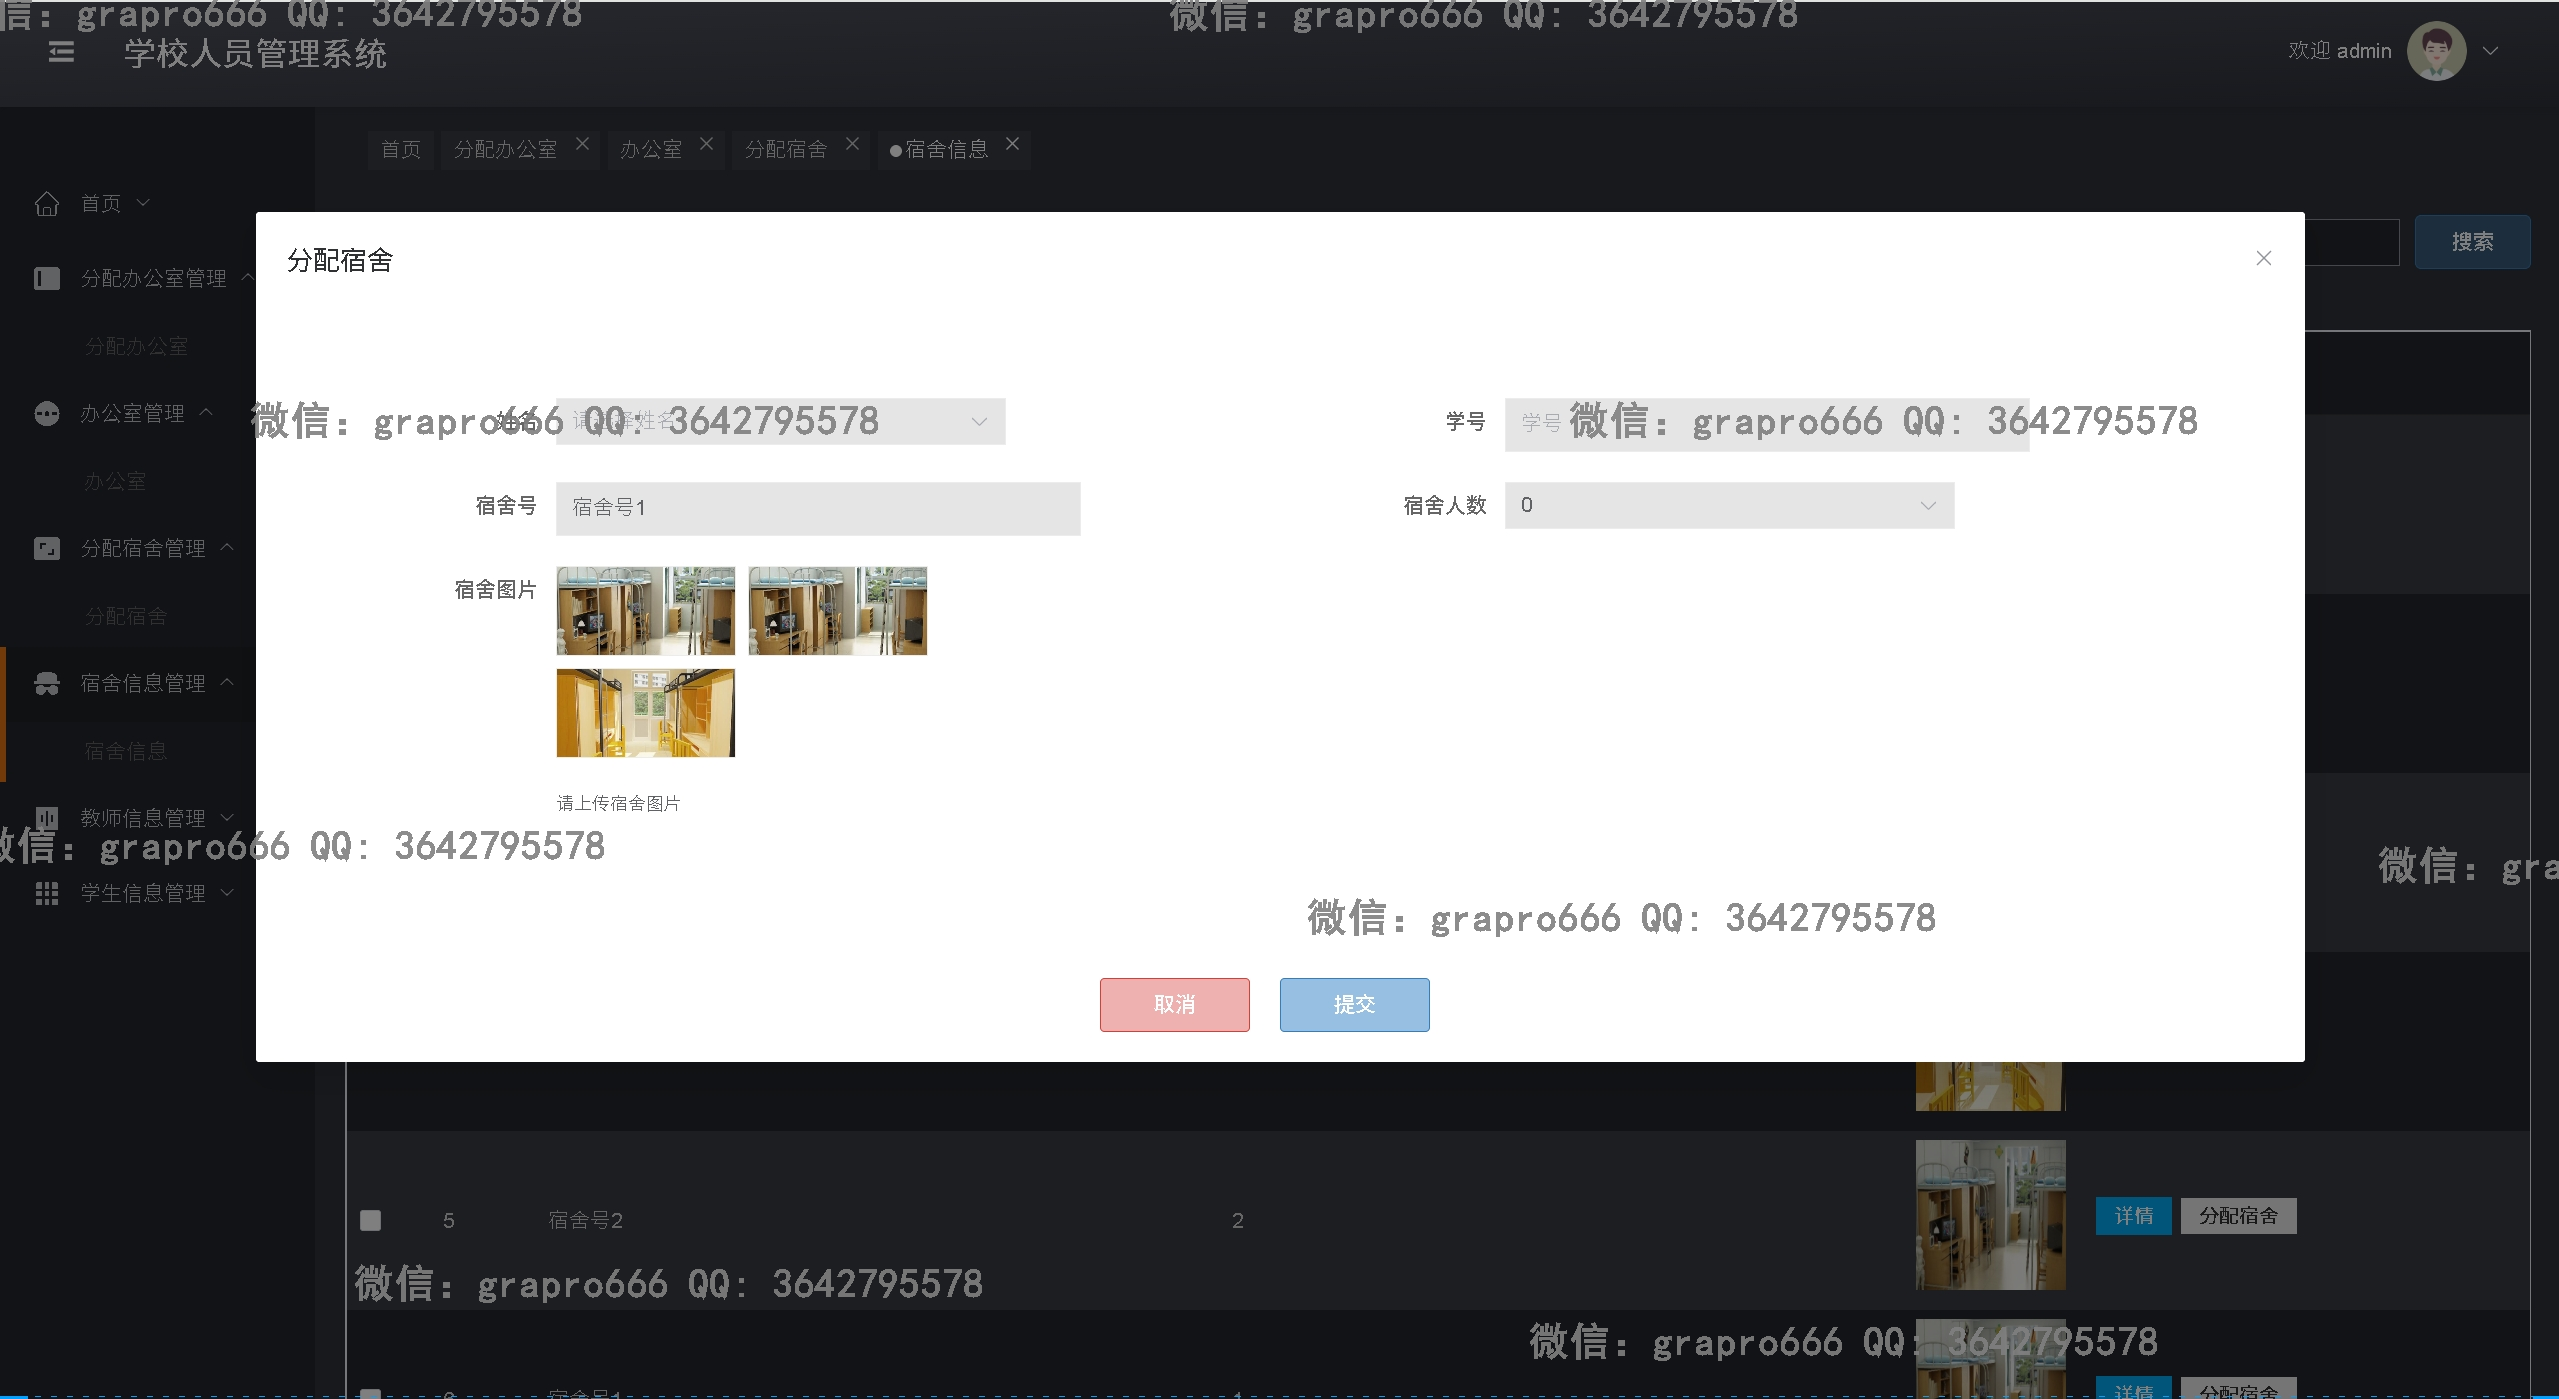 信: grapro666 QQ: 3642795578
微信: grapro666 QQ: 3642795578
学校人员管理系统
欢迎 admin
首页
分配办公室
办公室
分配宿舍
宿舍信息
首页
搜索
分配宿舍
分配办公室管理
分配办公室
办公室管理
姓名
学号
学号
微信: grapro666 QQ: 3642795578
微信: grapro666 QQ: 3642795578
办公室
宿舍号
宿舍号1
宿舍人数
0
分配宿舍管理
宿舍图片
分配宿舍
宿舍信息管理
宿舍信息
请上传宿舍图片
教师信息管理
微信: grapro666 QQ: 3642795578
微信: gra
学生信息管理
微信: grapro666 QQ: 3642795578
取消
提交
5
宿舍号2
2
详情
分配宿舍
微信: grapro666 QQ: 3642795578
微信: grapro666 QQ: 3642795578
宿舍号1
1
详情
分配宿舍